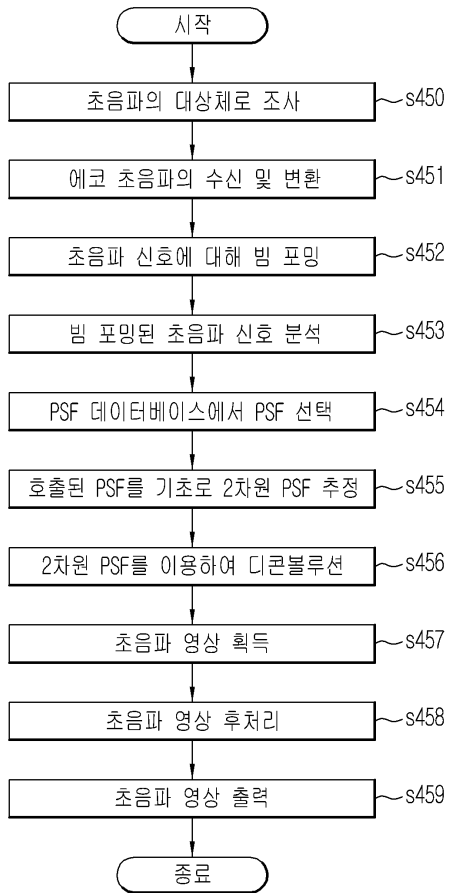 시작
초음파의 대상체로 조사 s450
에코 초음파의 수신 및 변환 s451
초음파 신호에 대해 빔 포밍 s452
빔 포밍된 초음파 신호 분석 s453
PSF 데이터베이스에서 PSF 선택 s454
호출된 PSF를 기초로 2차원 PSF 추정 s455
2차원 PSF를 이용하여 디콘볼루션 s456
초음파 영상 획득 s457
초음파 영상 후처리 s458
초음파 영상 출력 s459
종료